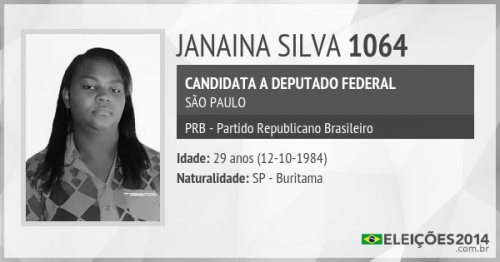 JANAINA SILVA 1064
CANDIDATA A DEPUTADO FEDERAL
SÃO PAULO
PRB - Partido Republicano Brasileiro
Idade: 29 anos (12-10-1984)
Naturalidade: SP - Buritama
ELEIÇÕES2014
.com.br